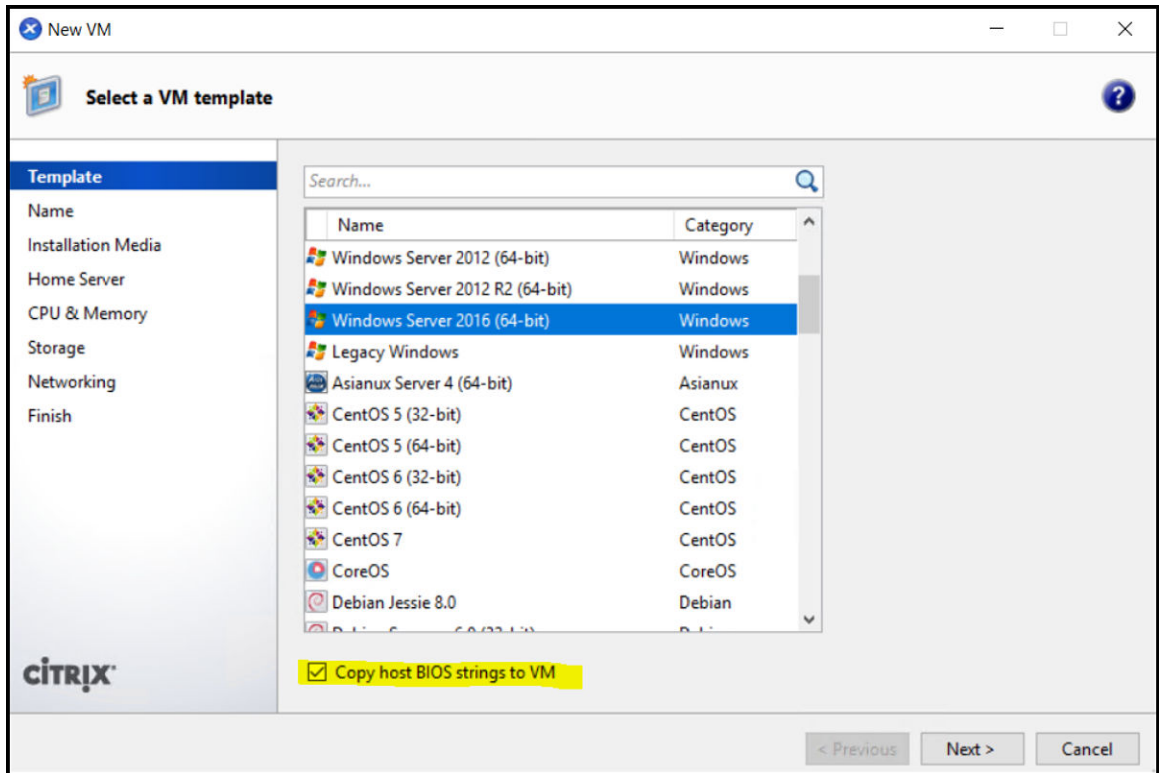 New VM
Select a VM template
?
Template
Name
Installation Media
Home Server
CPU & Memory
Storage
Networking
Finish
Search...
Name Category
Windows Server 2012 (64-bit) Windows
Windows Server 2012 R2 (64-bit) Windows
Windows Server 2016 (64-bit) Windows
Legacy Windows Windows
Asianux Server 4 (64-bit) Asianux
CentOS 5 (32-bit) CentOS
CentOS 5 (64-bit) CentOS
CentOS 6 (32-bit) CentOS
CentOS 6 (64-bit) CentOS
CentOS 7 CentOS
CoreOS CoreOS
Debian Jessie 8.0 Debian
Copy host BIOS strings to VM
CITRIX
< Previous Next > Cancel